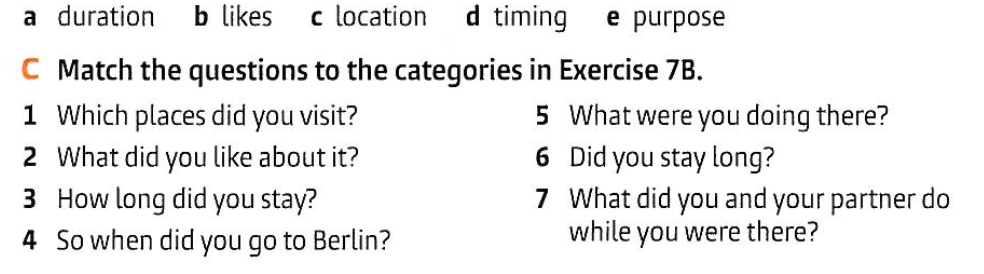 a duration b likes c location d timing e purpose
C Match the questions to the categories in Exercise 7B.
1 Which places did you visit?
2 What did you like about it?
3 How long did you stay?
4 So when did you go to Berlin?
5 What were you doing there?
6 Did you stay long?
7 What did you and your partner do
while you were there?